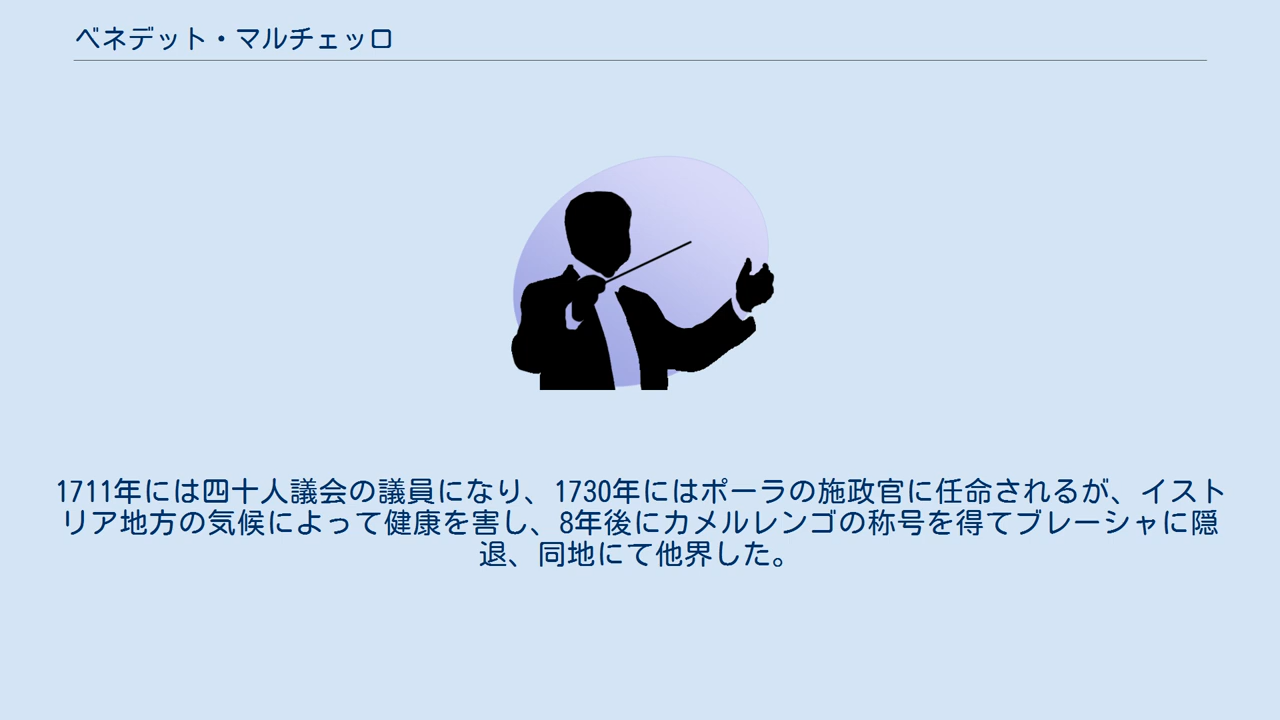 ベネデット・マルチェッロ
1711年には四十人議会の議員になり、1730年にはポーラの施政官に任命されるが、イスト
リア地方の気候によって健康を害し、8年後にカメルレンゴの称号を得てブレーシャに隠
退、同地にて他界した。